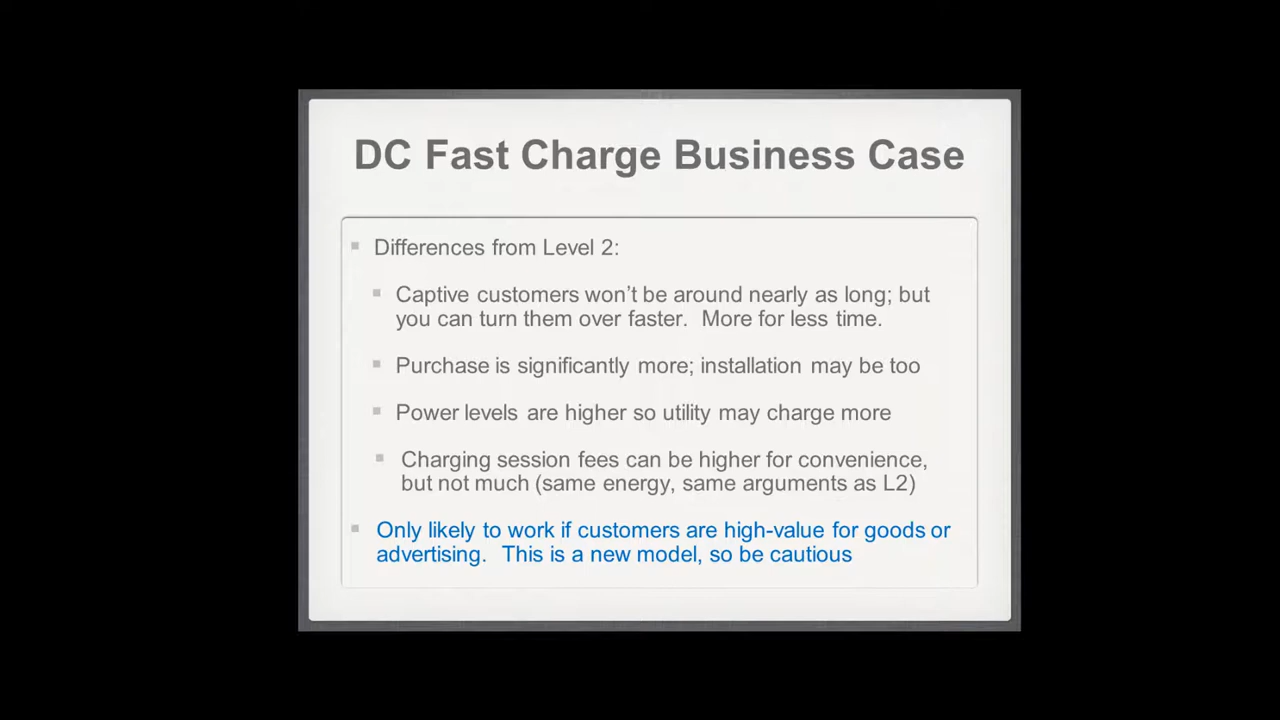 DC Fast Charge Business Case
Differences from Level 2:
Captive customers won’t be around nearly as long; but
you can turn them over faster. More for less time.
Purchase is significantly more; installation may be too
Power levels are higher so utility may charge more
Charging session fees can be higher for convenience,
but not much (same energy, same arguments as L2)
Only likely to work if customers are high-value for goods or
advertising. This is a new model, so be cautious